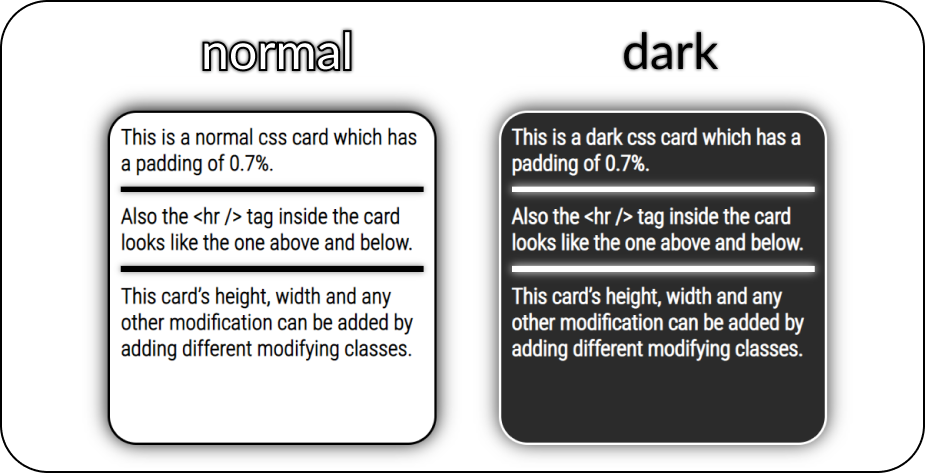 normal
This is a normal css card which has
a padding of 0.7%.
Also the <hr /> tag inside the card
looks like the one above and below.
This card's height, width and any
other modification can be added by
adding different modifying classes.
dark
This is a dark css card which has a
padding of 0.7%.
Also the <hr /> tag inside the card
looks like the one above and below.
This card's height, width and any
other modification can be added by
adding different modifying classes.